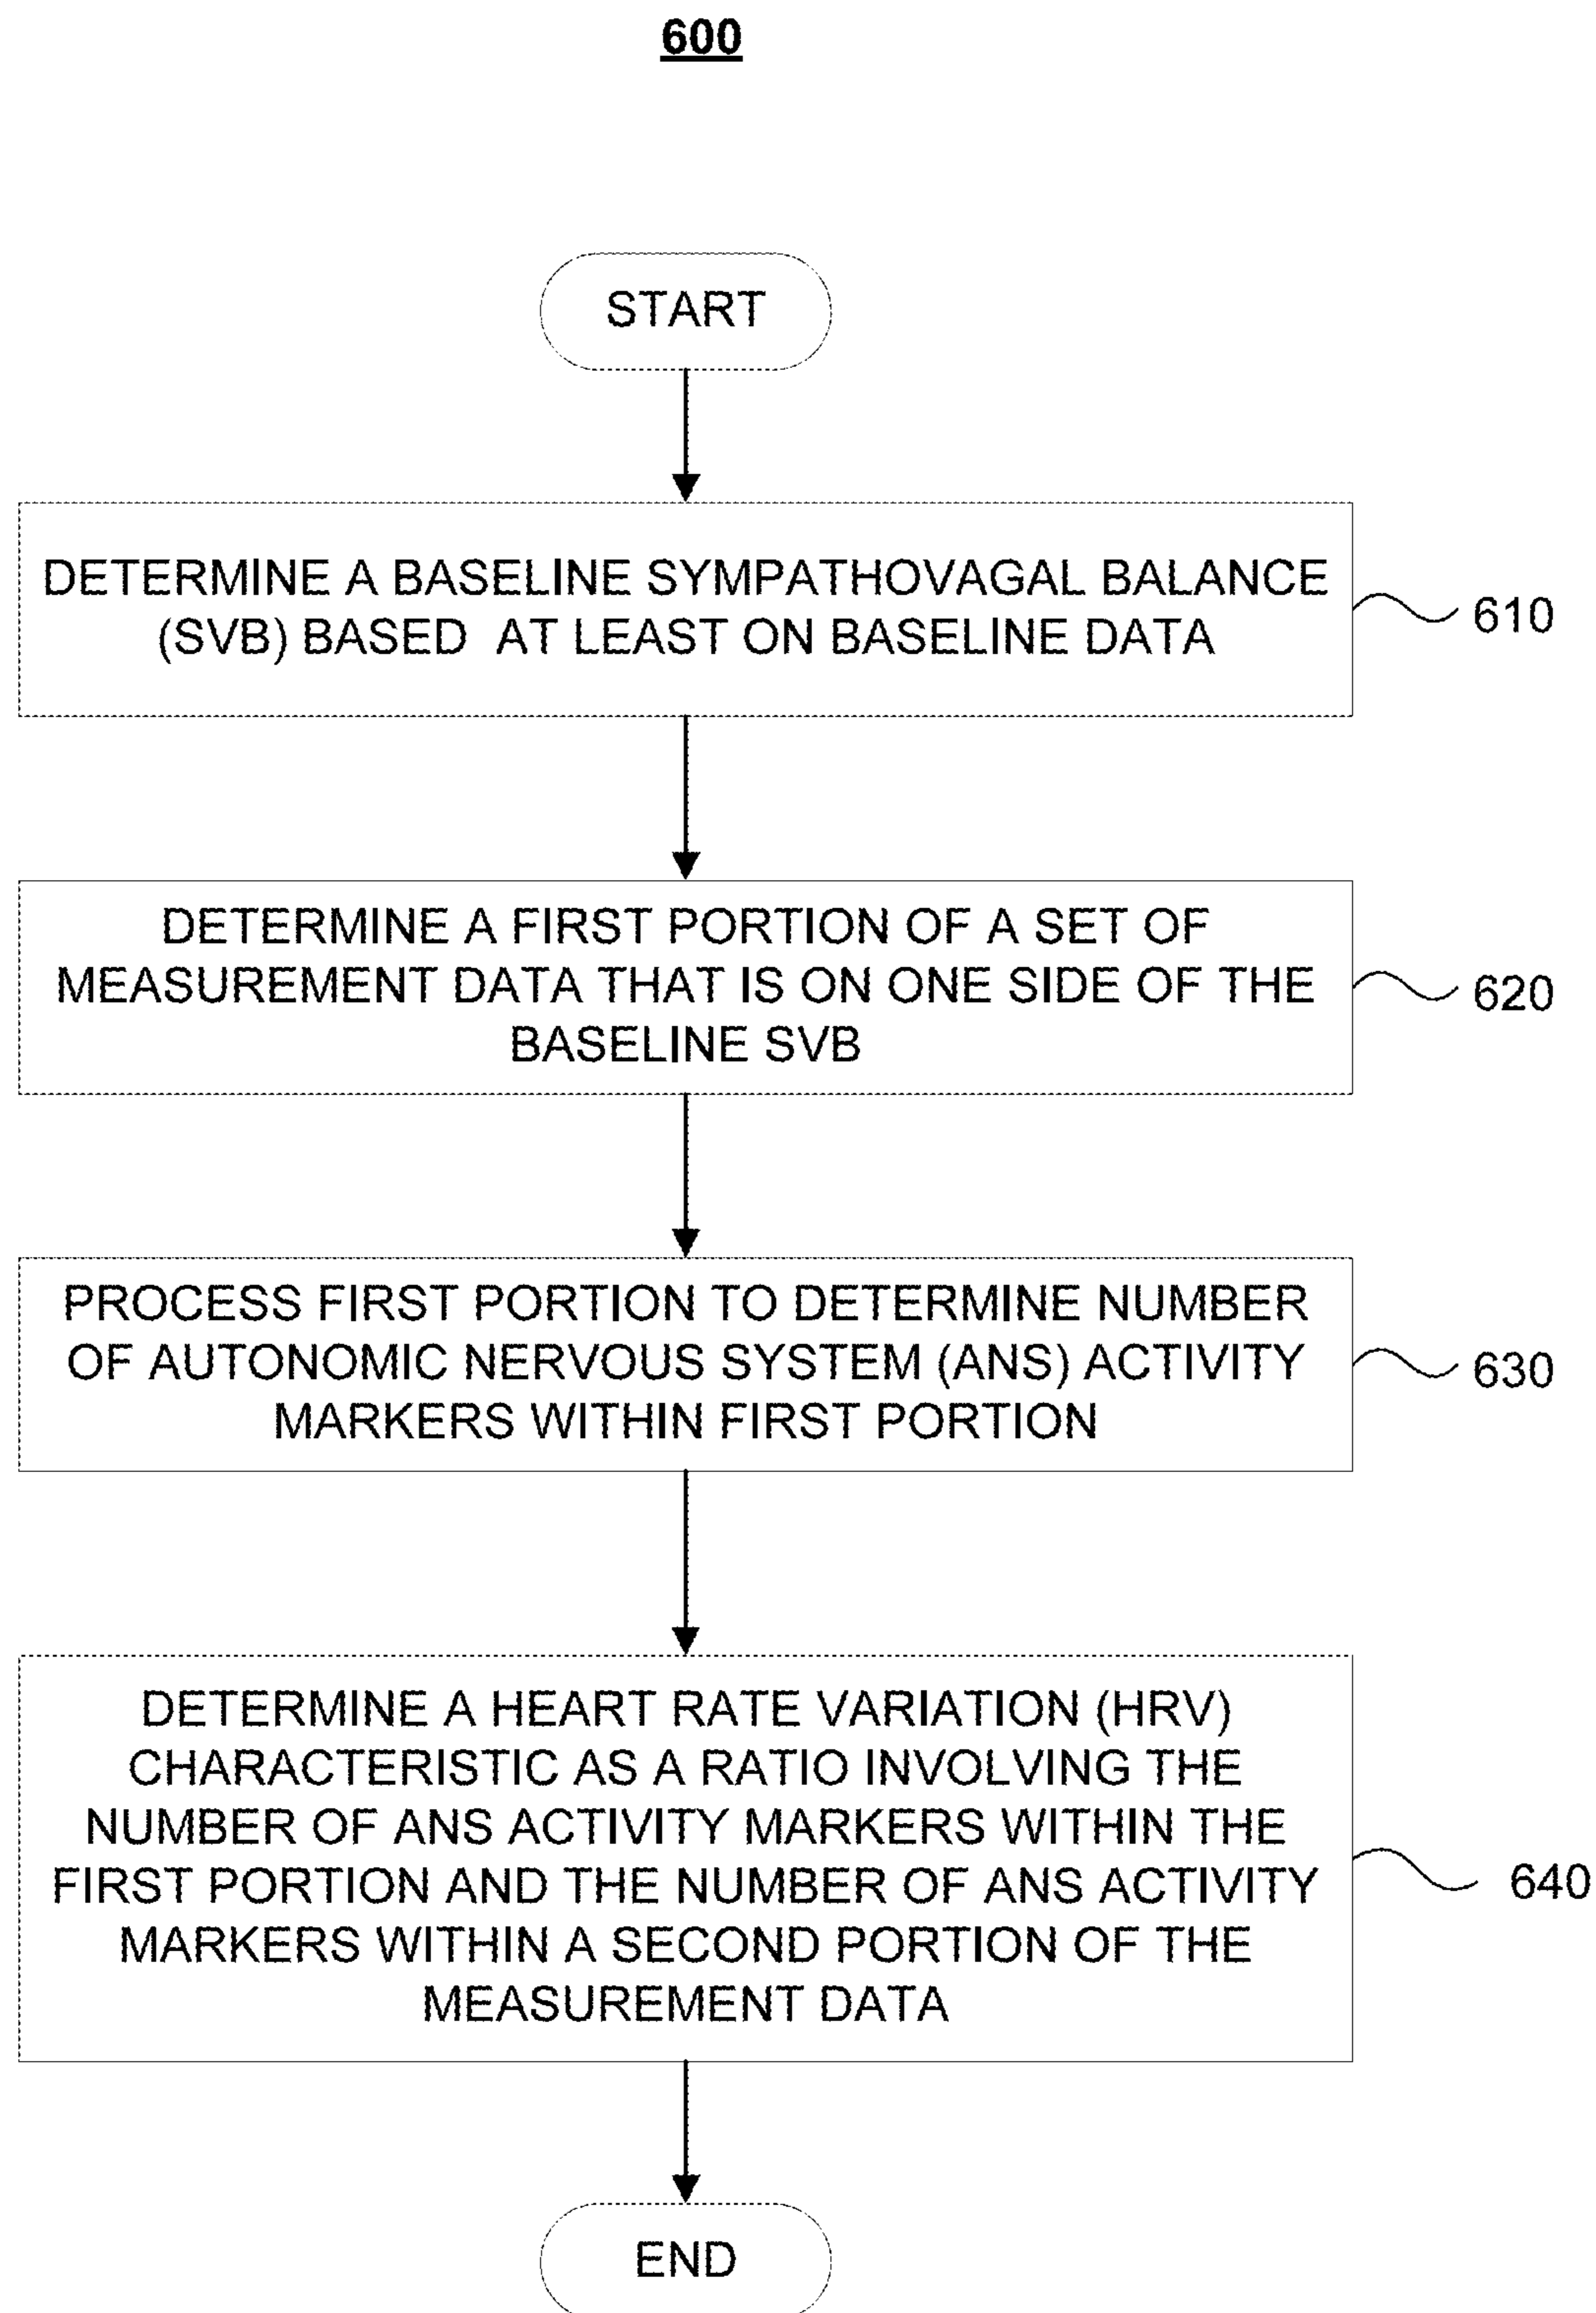 600
START
DETERMINE A BASELINE SYMPATHOVAGAL BALANCE
(SVB) BASED AT LEAST ON BASELINE DATA
610
DETERMINE A FIRST PORTION OF A SET OF
MEASUREMENT DATA THAT IS ON ONE SIDE OF THE
BASELINE SVB
620
PROCESS FIRST PORTION TO DETERMINE NUMBER
OF AUTONOMIC NERVOUS SYSTEM (ANS) ACTIVITY
MARKERS WITHIN FIRST PORTION
630
DETERMINE A HEART RATE VARIATION (HRV)
CHARACTERISTIC AS A RATIO INVOLVING THE
NUMBER OF ANS ACTIVITY MARKERS WITHIN THE
FIRST PORTION AND THE NUMBER OF ANS ACTIVITY
MARKERS WITHIN A SECOND PORTION OF THE
MEASUREMENT DATA
640
END